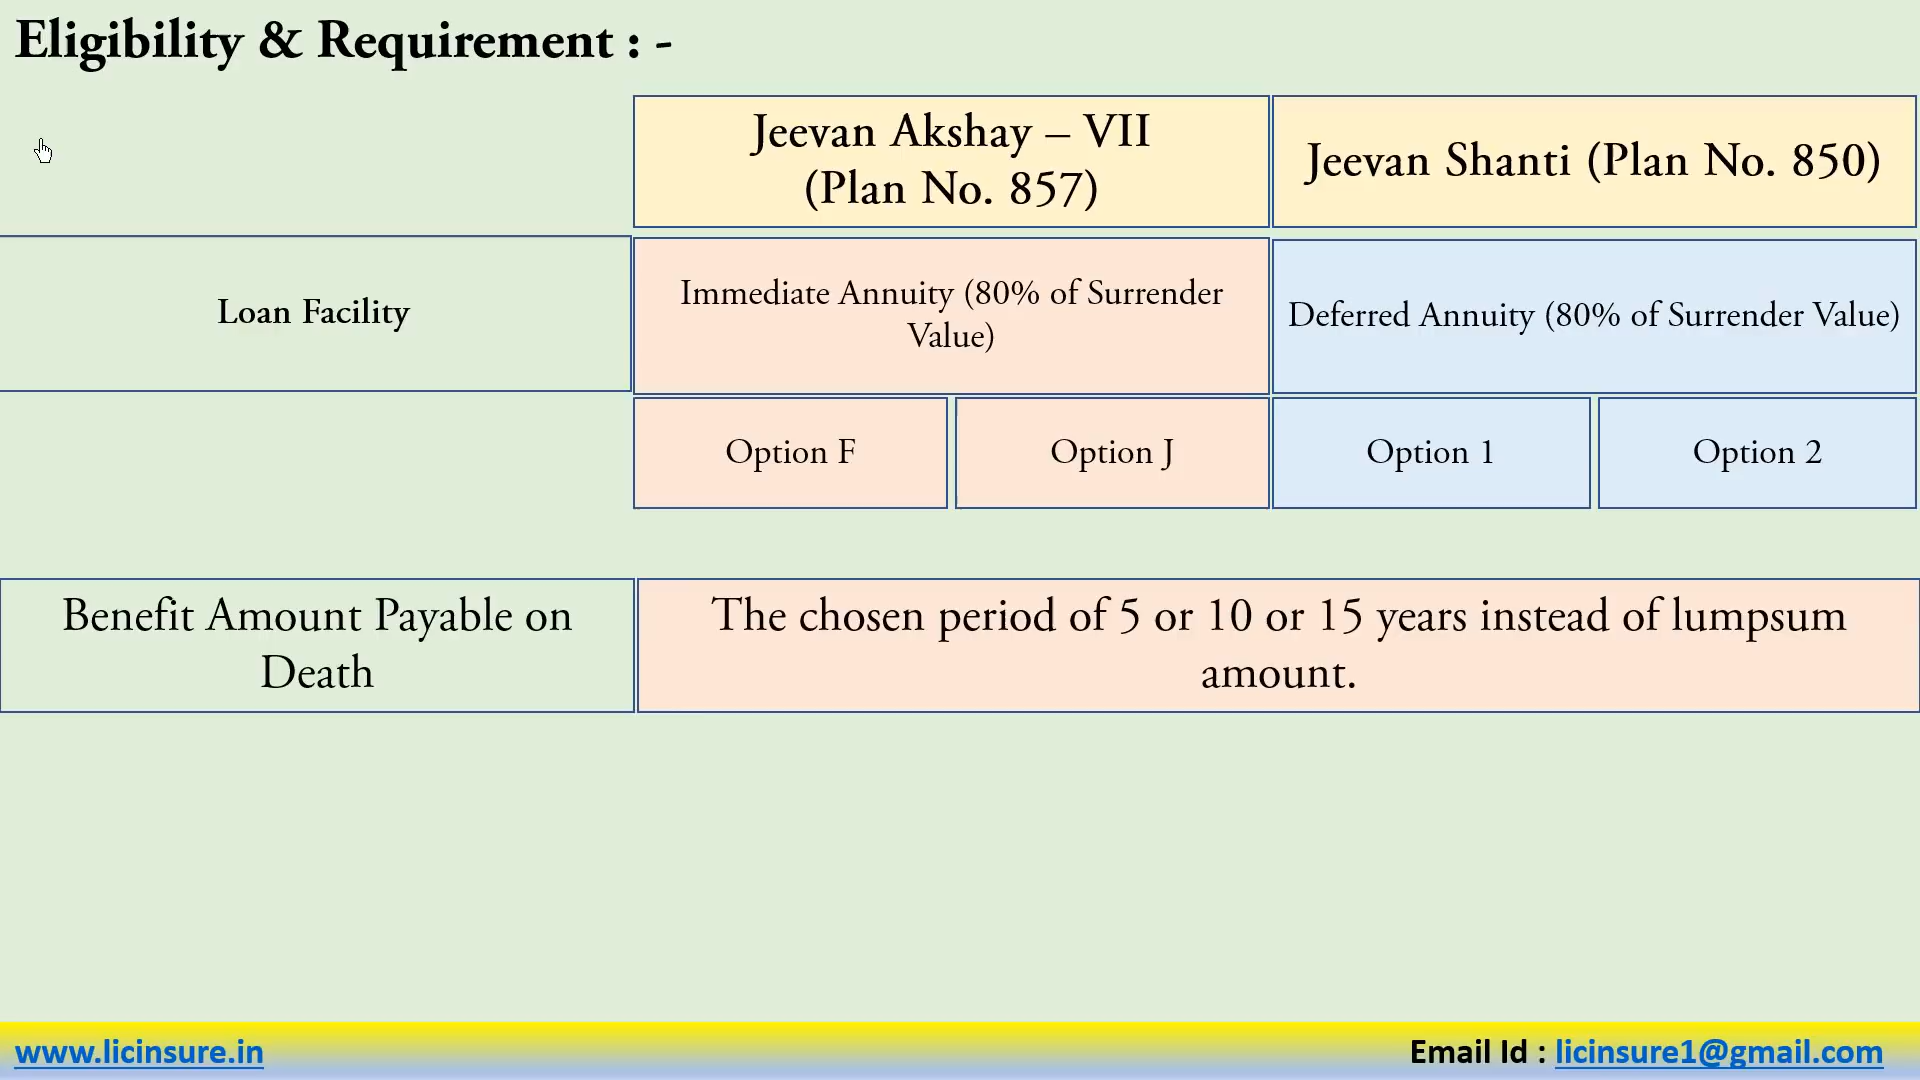 Eligibility & Requirement : -
Jeevan Akshay – VII
(Plan No. 857)
Jeevan Shanti (Plan No. 850)
Loan Facility
Immediate Annuity (80% of Surrender
Value)
Deferred Annuity (80% of Surrender Value)
Option F
Option J
Option 1
Option 2
Benefit Amount Payable on
Death
The chosen period of 5 or 10 or 15 years instead of lumpsum
amount.
www.licinsure.in
Email Id : licinsure1@gmail.com